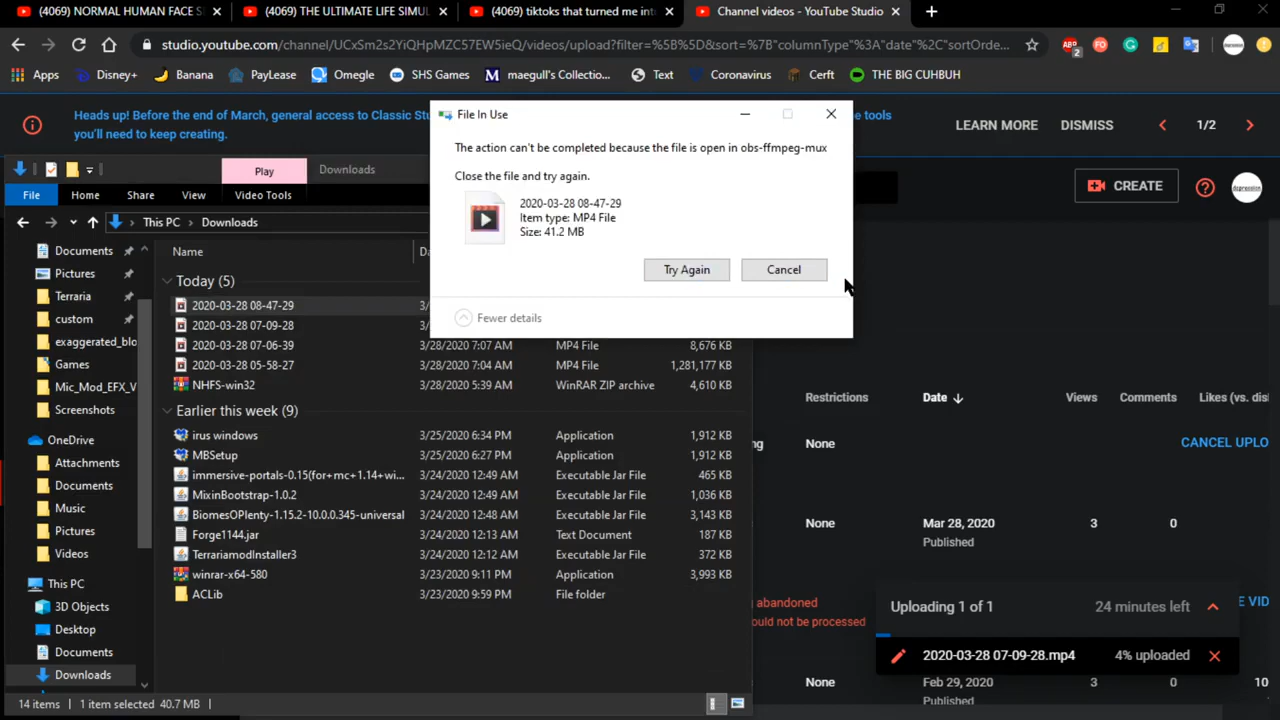 (4069) NORMAL HUMAN FACE S
(4069) THE ULTIMATE LIFE SIMUL
(4069) tiktoks that turned me int
Channel videos - YouTube Studio
studio.youtube.com/channel/UCxSm2s2YiQHpMZC57EW5ieQ/videos/upload?filter=%5B%5D&sort=%7B"columnType"%3A"date"%2C"sortOrde...
ABP
2
FO
Apps
Disney+
Banana
PayLease
Omegle
SHS Games
maegull's Collectio...
Text
Coronavirus
Cerft
THE BIG CUHBUH
Heads up! Before the end of March, general access to Classic Stu
e tools
you'll need to keep creating.
LEARN MORE
DISMISS
1/2
File In Use
The action can't be completed because the file is open in obs-ffmpeg-mux
Close the file and try again.
2020-03-28 08-47-29
Item type: MP4 File
Size: 41.2 MB
Try Again
Cancel
Fewer details
Play
Downloads
File
Home
Share
View
Video Tools
CREATE
depression
This PC
Downloads
Documents
Pictures
Terraria
custom
exaggerated_blo
Games
Mic_Mod_EFX_V
Screenshots
OneDrive
Attachments
Documents
Music
Pictures
Videos
This PC
3D Objects
Desktop
Documents
Downloads
Name
Da
Today (5)
2020-03-28 08-47-29
3/
2020-03-28 07-09-28
3/
2020-03-28 07-06-39
3/28/2020 7:07 AM
MP4 File
8,676 KB
2020-03-28 05-58-27
3/28/2020 7:04 AM
MP4 File
1,281,177 KB
NHFS-win32
3/28/2020 5:39 AM
WinRAR ZIP archive
4,610 KB
Earlier this week (9)
irus windows
3/25/2020 6:34 PM
Application
1,912 KB
MBSetup
3/25/2020 6:27 PM
Application
1,912 KB
immersive-portals-0.15(for+mc+1.14+wi...
3/24/2020 12:49 AM
Executable Jar File
465 KB
MixinBootstrap-1.0.2
3/24/2020 12:49 AM
Executable Jar File
1,036 KB
BiomesOPlenty-1.15.2-10.0.0.345-universal
3/24/2020 12:48 AM
Executable Jar File
3,143 KB
Forge1144.jar
3/24/2020 12:13 AM
Text Document
187 KB
TerrariamodInstaller3
3/24/2020 12:12 AM
Executable Jar File
372 KB
winrar-x64-580
3/23/2020 9:11 PM
Application
3,993 KB
ACLib
3/23/2020 9:59 PM
File folder
14 items
1 item selected 40.7 MB
Restrictions
Date
Views
Comments
Likes (vs. disl
ng
None
CANCEL UPLO
None
Mar 28, 2020
3
0
Published
g abandoned
ould not be processed
E VID
Uploading 1 of 1
24 minutes left
2020-03-28 07-09-28.mp4
4% uploaded
None
Feb 29, 2020
3
0
10
Published